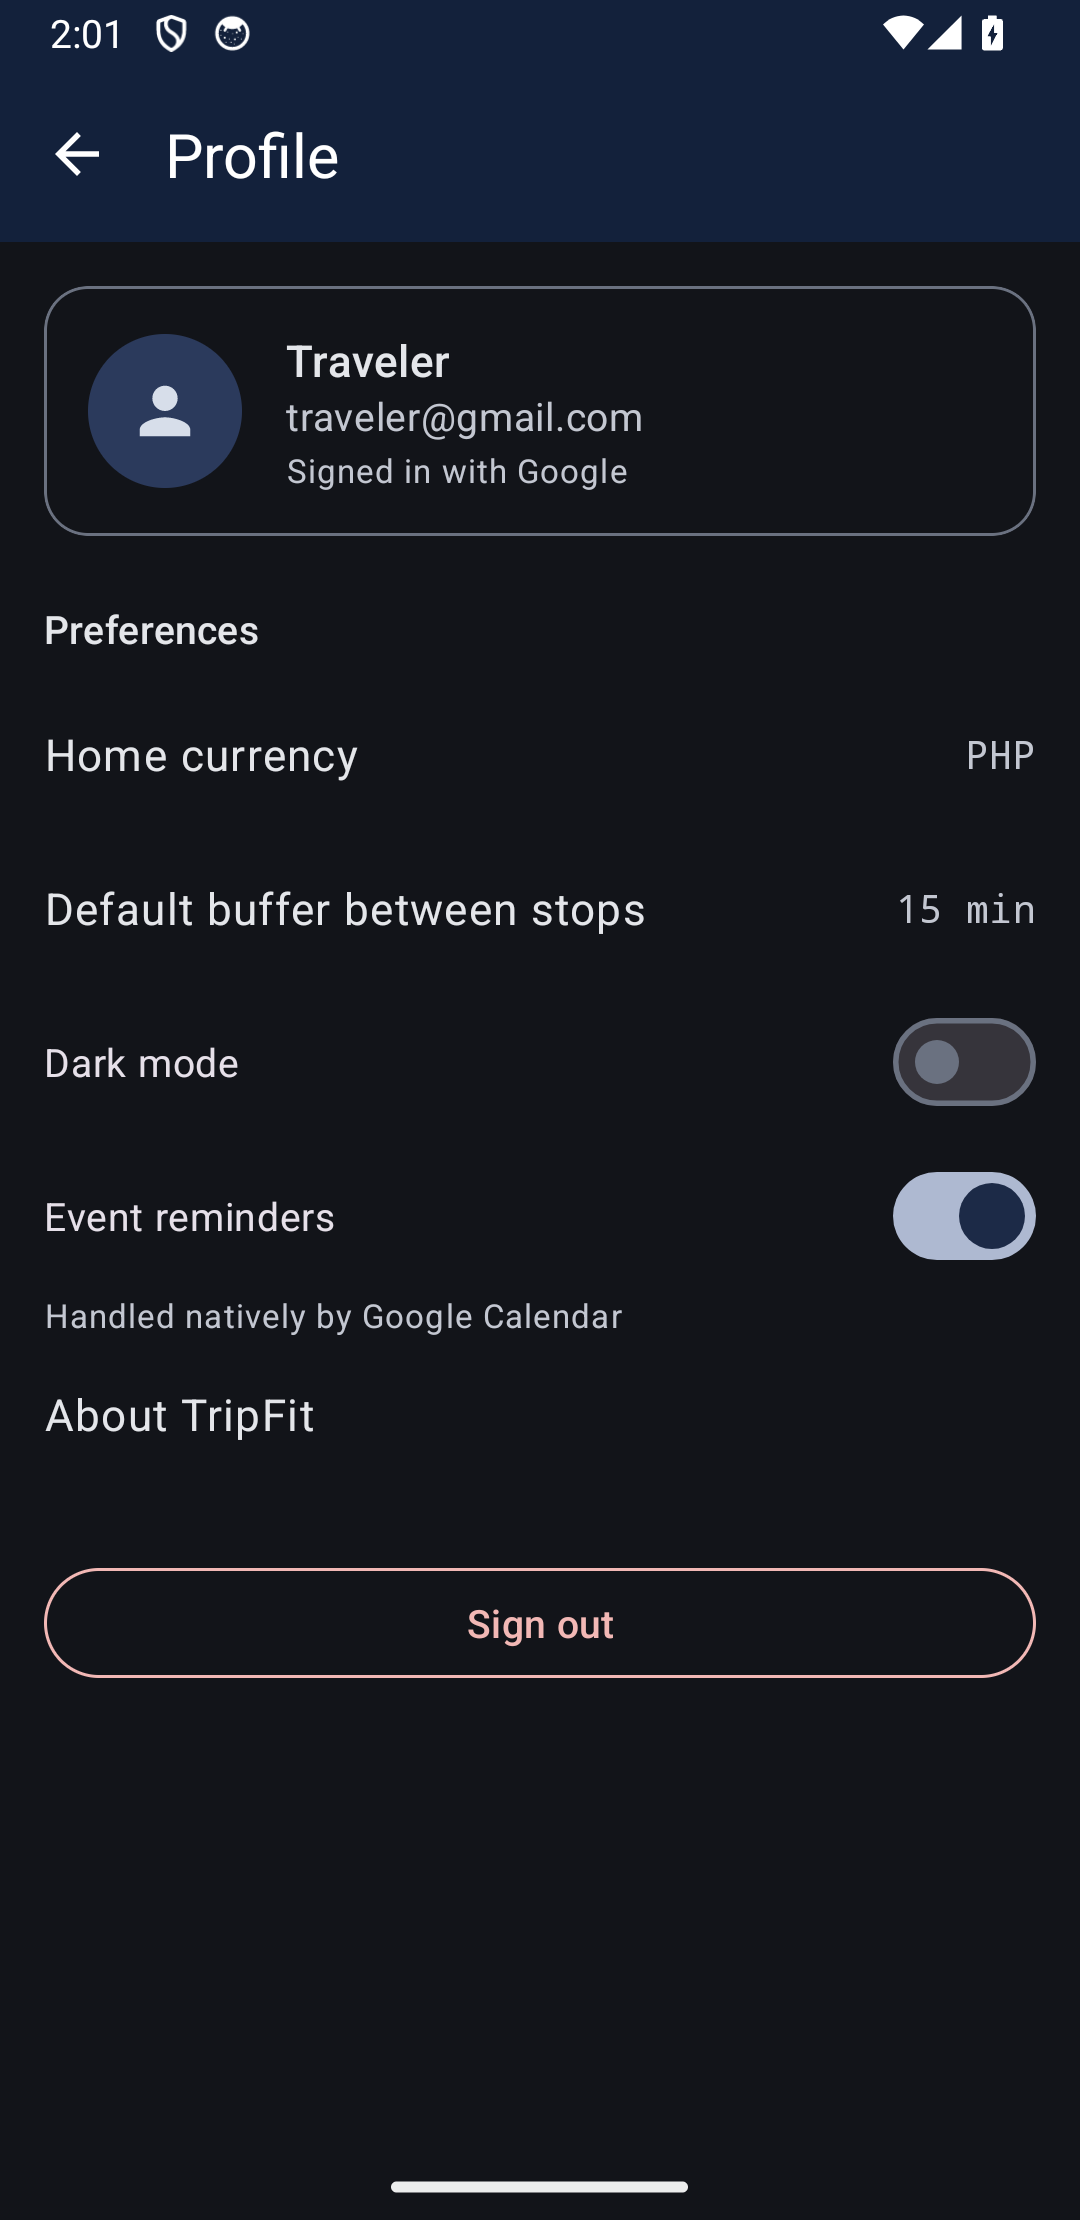 2:01
Profile
Traveler
traveler@gmail.com
Signed in with Google
Preferences
Home currency PHP
Default buffer between stops 15 min
Dark mode
Event reminders
Handled natively by Google Calendar
About TripFit
Sign out